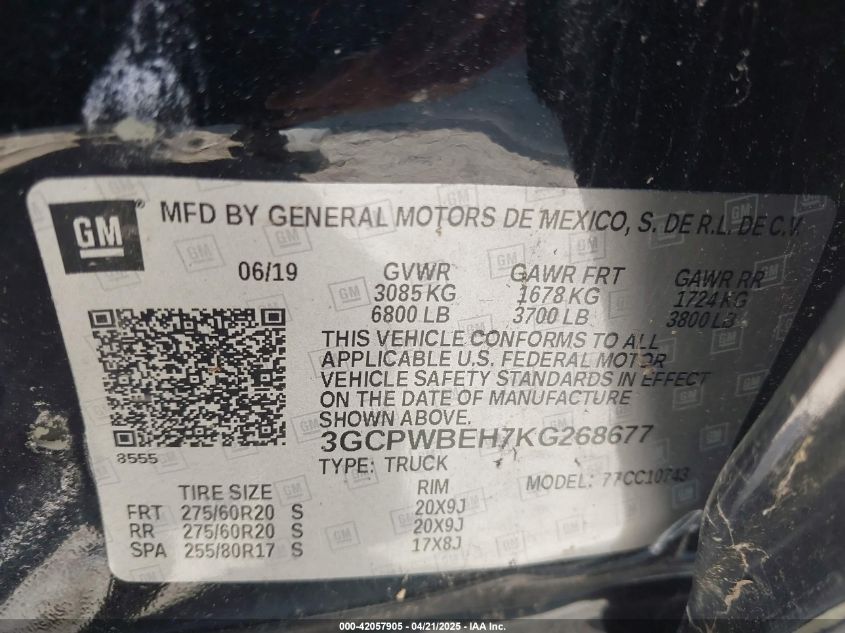 GM ® MFD BY GENERAL MOTORS DE MEXICO, S. DE R.L. DE C.V.
06/19 GVWR GAWR FRT GAWR RR
3085 KG 1678 KG 1724 KG
6800 LB 3700 LB 3800 LB
THIS VEHICLE CONFORMS TO ALL
APPLICABLE U.S. FEDERAL MOTOR
VEHICLE SAFETY STANDARDS IN EFFECT
ON THE DATE OF MANUFACTURE
SHOWN ABOVE.
3GCPWBEH7KG268677
8555
TYPE: TRUCK MODEL: 77CC10743
TIRE SIZE RIM
FRT 275/60R20 S 20X9J
RR 275/60R20 S 20X9J
SPA 255/80R17 S 17X8J
000-42057905 - 04/21/2025 - IAA Inc.